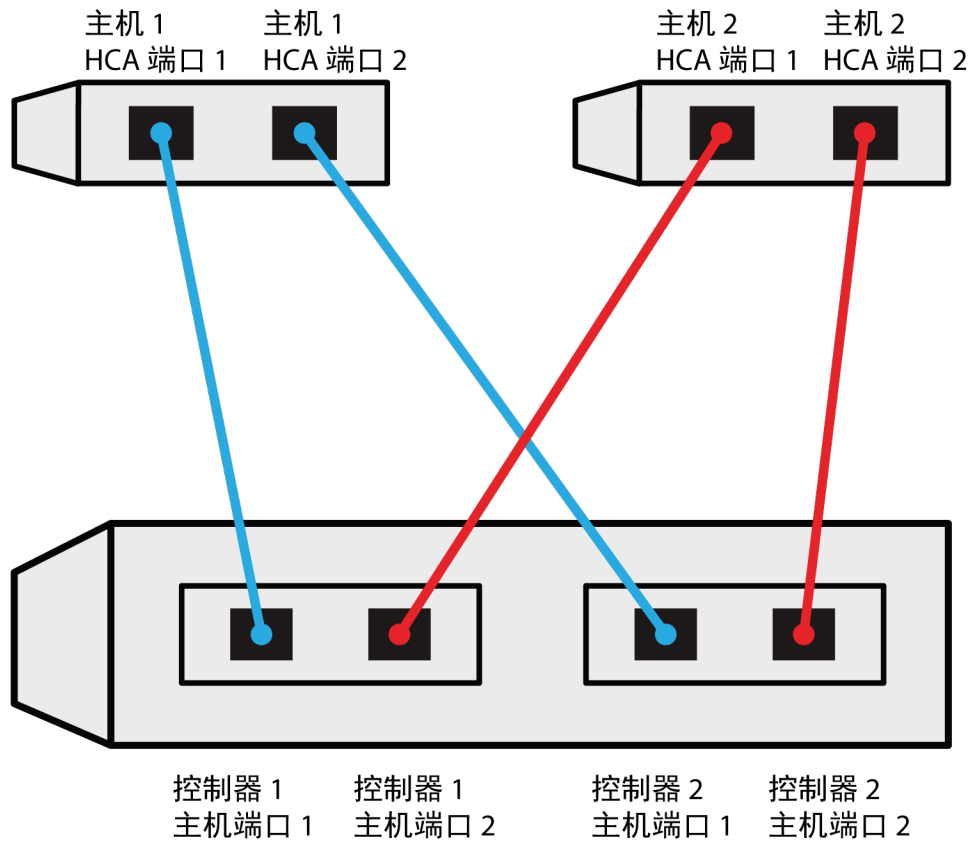 主机 1
HCA 端口 1
主机 1
HCA 端口 2
主机 2
HCA 端口 1
主机 2
HCA 端口 2
控制器 1
主机端口 1
控制器 1
主机端口 2
控制器 2
主机端口 1
控制器 2
主机端口 2